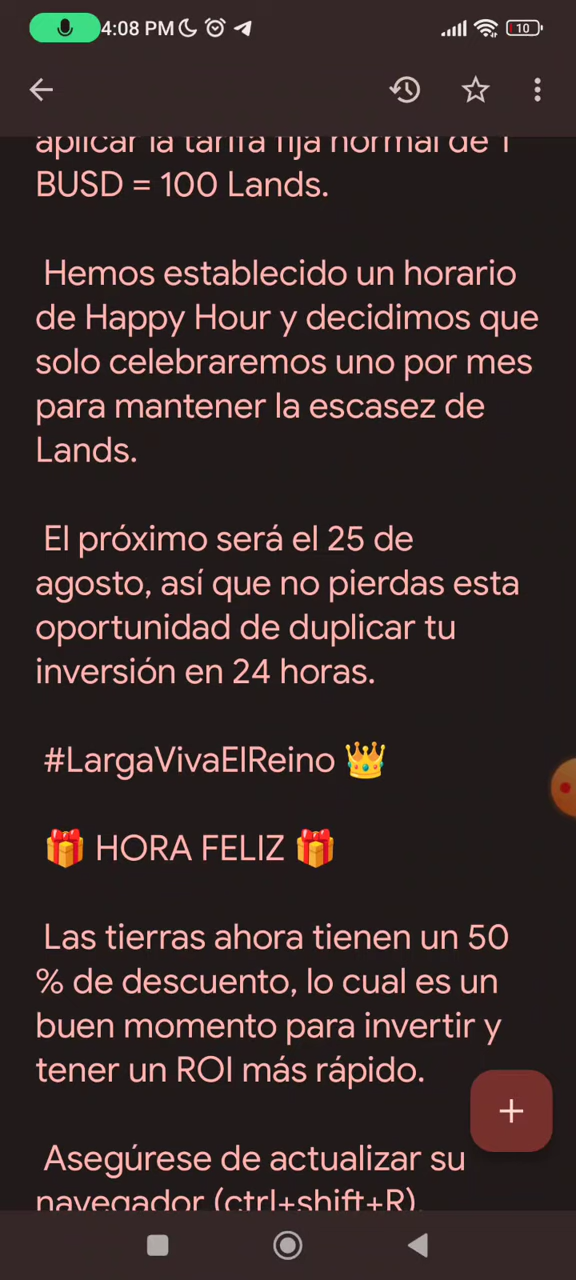 4:08 PM
10
aplicar la tarifa fija normal de 1
BUSD = 100 Lands.
Hemos establecido un horario
de Happy Hour y decidimos que
solo celebraremos uno por mes
para mantener la escasez de
Lands.
El próximo será el 25 de
agosto, así que no pierdas esta
oportunidad de duplicar tu
inversión en 24 horas.
#LargaVivaElReino 👑
🎁 HORA FELIZ 🎁
Las tierras ahora tienen un 50
% de descuento, lo cual es un
buen momento para invertir y
tener un ROI más rápido.
Asegúrese de actualizar su
navegador (ctrl+shift+R).